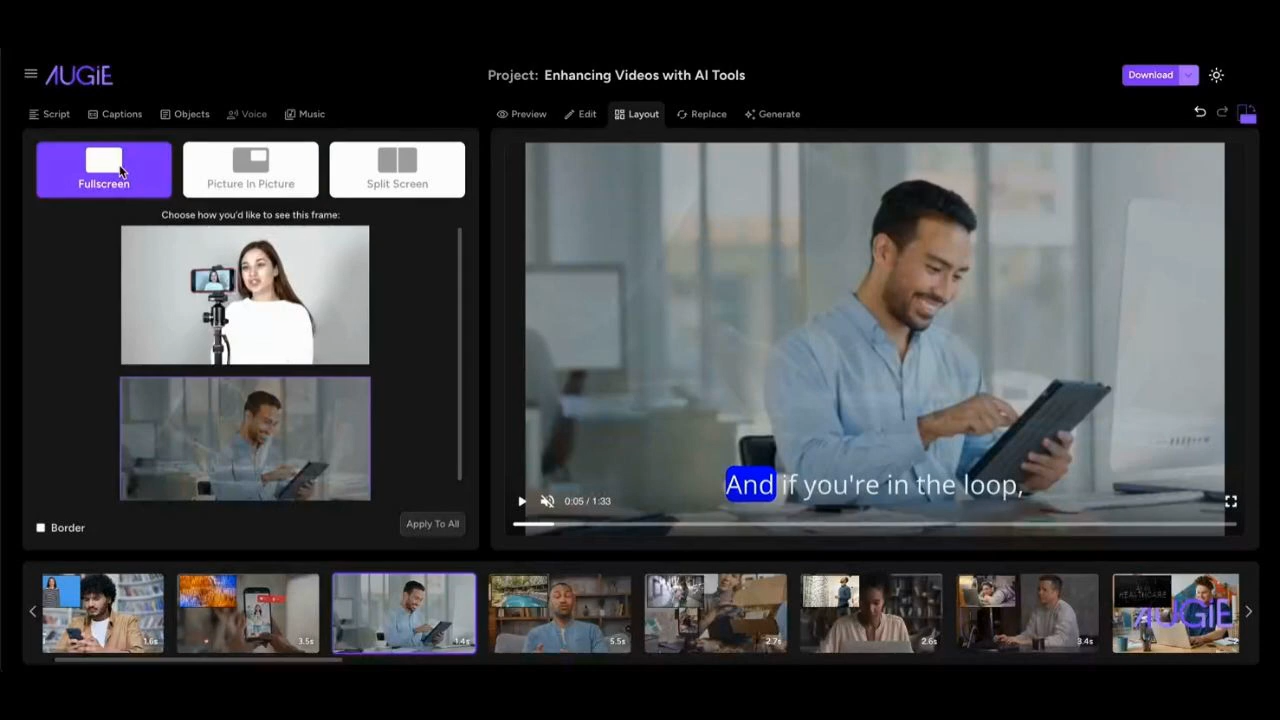 AUGIE
Project: Enhancing Videos with AI Tools
Download
Script
Captions
Objects
Voice
Music
Preview
Edit
Layout
Replace
Generate
Fullscreen
Picture In Picture
Split Screen
Choose how you'd like to see this frame:
And if you're in the loop,
0:05 / 1:33
Border
Apply To All
1.6s
3.5s
1.4s
5.5s
2.7s
2.6s
3.4s
HEALTHCARE
AUGIE